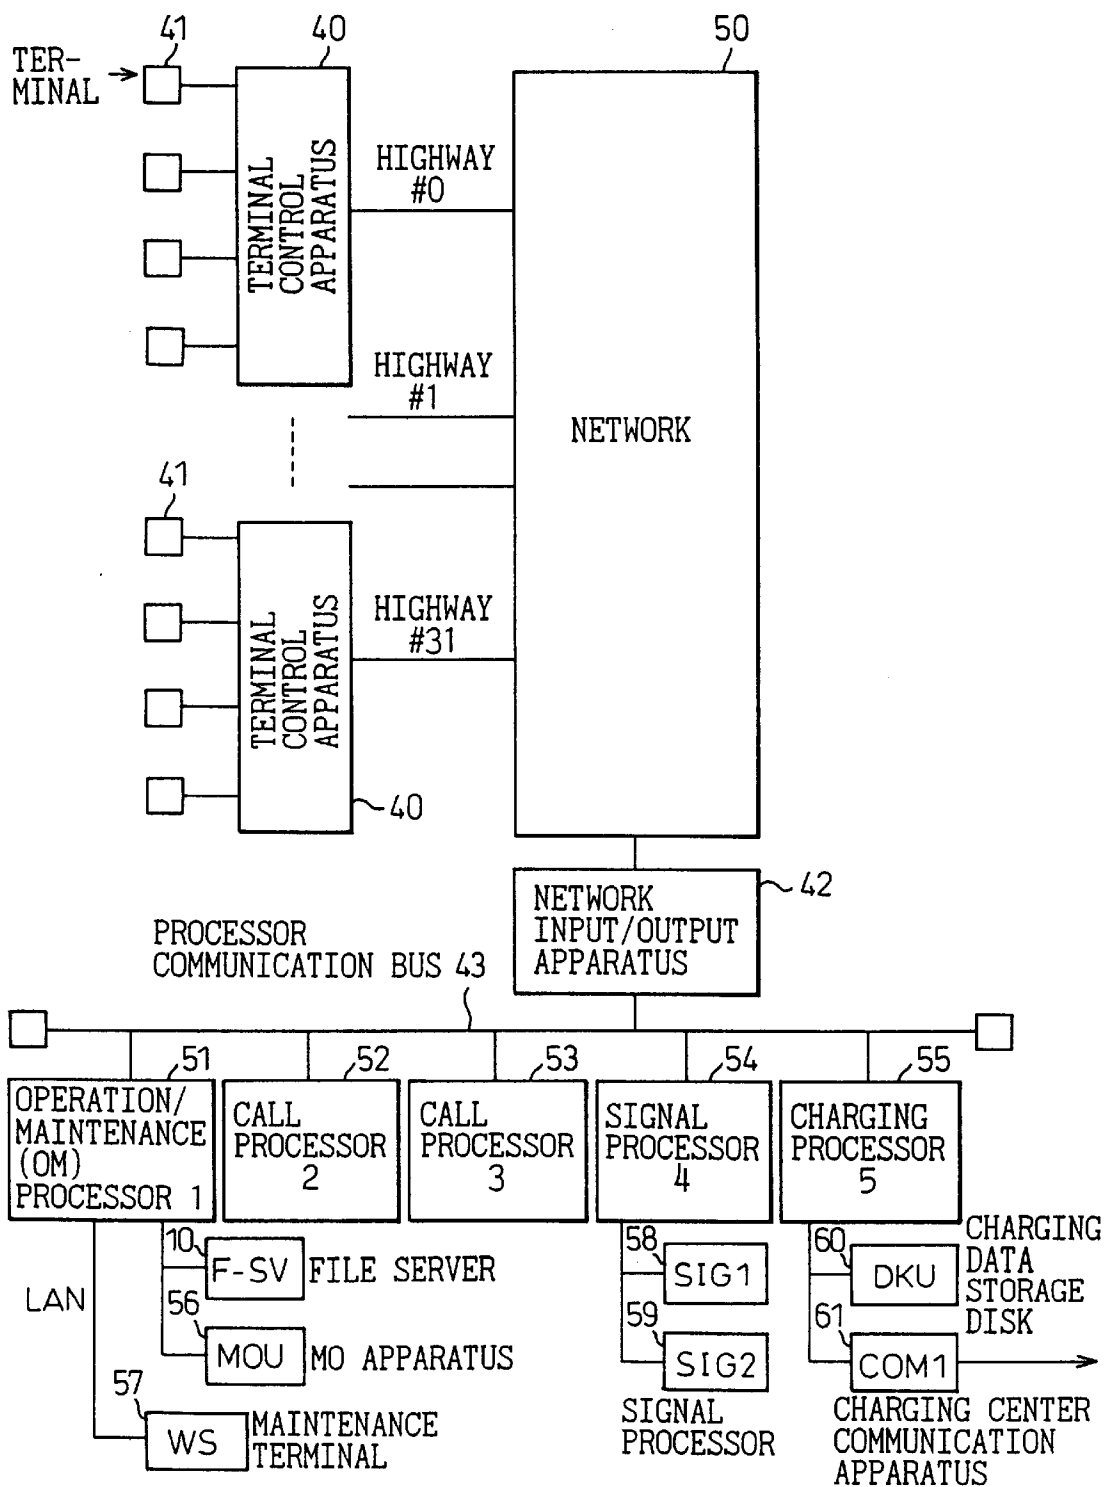 41
40
50
TER-
MINAL
TERMINAL
CONTROL
APPARATUS
HIGHWAY
#0
HIGHWAY
#1
NETWORK
41
TERMINAL
CONTROL
APPARATUS
HIGHWAY
#31
40
42
NETWORK
INPUT/OUTPUT
APPARATUS
PROCESSOR
COMMUNICATION BUS 43
51
52
53
54
55
OPERATION/
MAINTENANCE
(OM)
PROCESSOR 1
CALL
PROCESSOR
2
CALL
PROCESSOR
3
SIGNAL
PROCESSOR
4
CHARGING
PROCESSOR
5
10
F-SV
FILE SERVER
LAN
56
MOU
MO APPARATUS
57
WS
MAINTENANCE
TERMINAL
58
SIG1
59
SIG2
SIGNAL
PROCESSOR
60
DKU
CHARGING
DATA
STORAGE
DISK
61
COM1
CHARGING CENTER
COMMUNICATION
APPARATUS